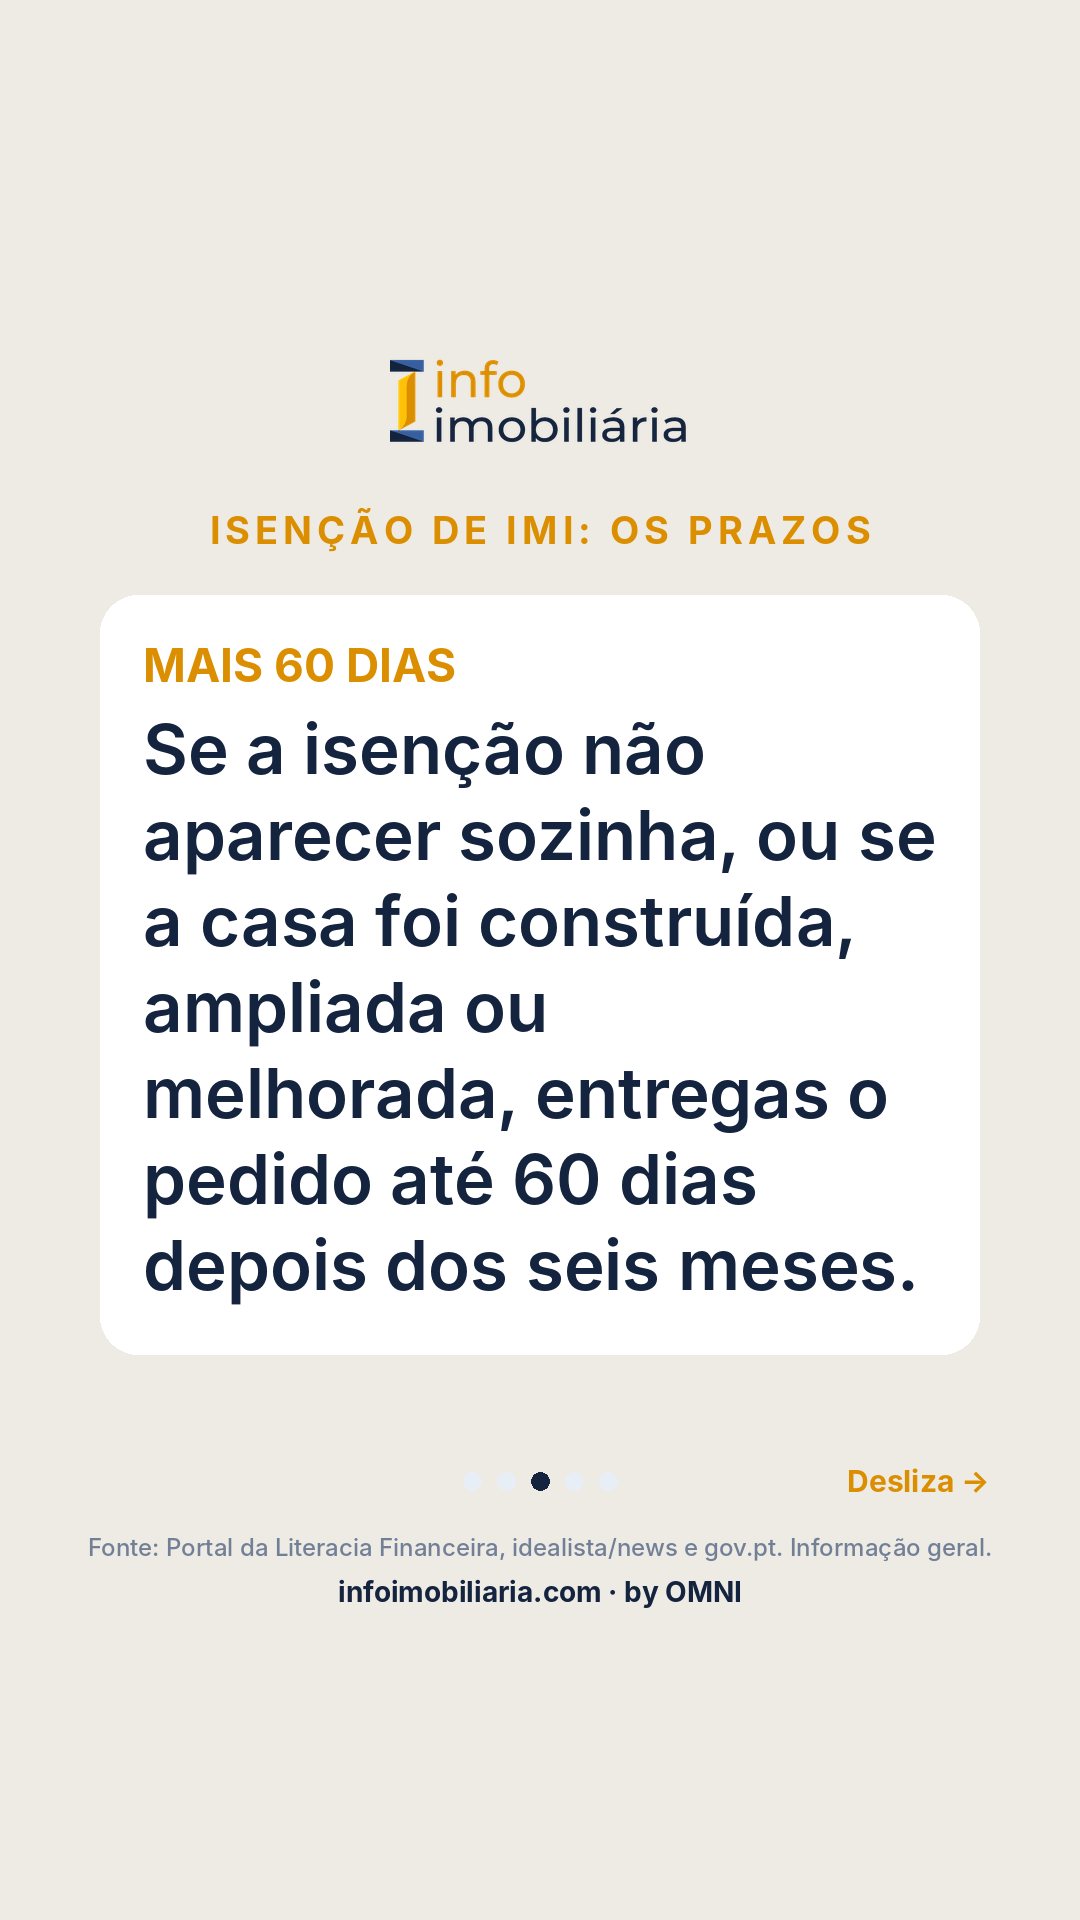 info
imobiliária
ISENÇÃO DE IMI: OS PRAZOS
MAIS 60 DIAS
Se a isenção não
aparecer sozinha, ou se
a casa foi construída,
ampliada ou
melhorada, entregas o
pedido até 60 dias
depois dos seis meses.
Desliza →
Fonte: Portal da Literacia Financeira, idealista/news e gov.pt. Informação geral.
infoimobiliaria.com · by OMNI